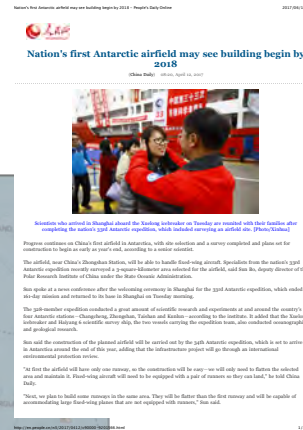 Nation's first Antarctic airfield may see building begin by 2018 - People's Daily Online
2017/04/1
人民网
Nation's first Antarctic airfield may see building begin by
2018
(China Daily) 08:00, April 12, 2017
Scientists who arrived in Shanghai aboard the Xuelong icebreaker on Tuesday are reunited with their families after
completing the nation's 33rd Antarctic expedition, which included surveying an airfield site. [Photo/Xinhua]
Progress continues on China's first airfield in Antarctica, with site selection and a survey completed and plans set for
construction to begin as early as year's end, according to a senior scientist.
The airfield, near China's Zhongshan Station, will be able to handle fixed-wing aircraft. Specialists from the nation's 33rd
Antarctic expedition recently surveyed a 3-square-kilometer area selected for the airfield, said Sun Bo, deputy director of t
Polar Research Institute of China under the State Oceanic Administration.
Sun spoke at a news conference after the welcoming ceremony in Shanghai for the 33rd Antarctic expedition, which ended
161-day mission and returned to its base in Shanghai on Tuesday morning.
The 328-member expedition conducted a great amount of scientific research and experiments at and around the country's
four Antarctic stations—Changcheng, Zhongshan, Taishan and Kunlun—according to the institute. It added that the Xuelo
icebreaker and Haiyang 6 scientific survey ship, the two vessels carrying the expedition team, also conducted oceanographi
and geological research.
Sun said the construction of the planned airfield will be carried out by the 34th Antarctic expedition, which is set to arrive
in Antarctica around the end of this year, adding that the infrastructure project will go through an international
environmental protection review.
"At first the airfield will have only one runway, so the construction will be easy—we will only need to flatten the selected
area and maintain it. Fixed-wing aircraft will need to be equipped with a pair of runners so they can land," he told China
Daily.
"Next, we plan to build some runways in the same area. They will be flatter than the first runway and will be capable of
accommodating large fixed-wing planes that are not equipped with runners," Sun said.